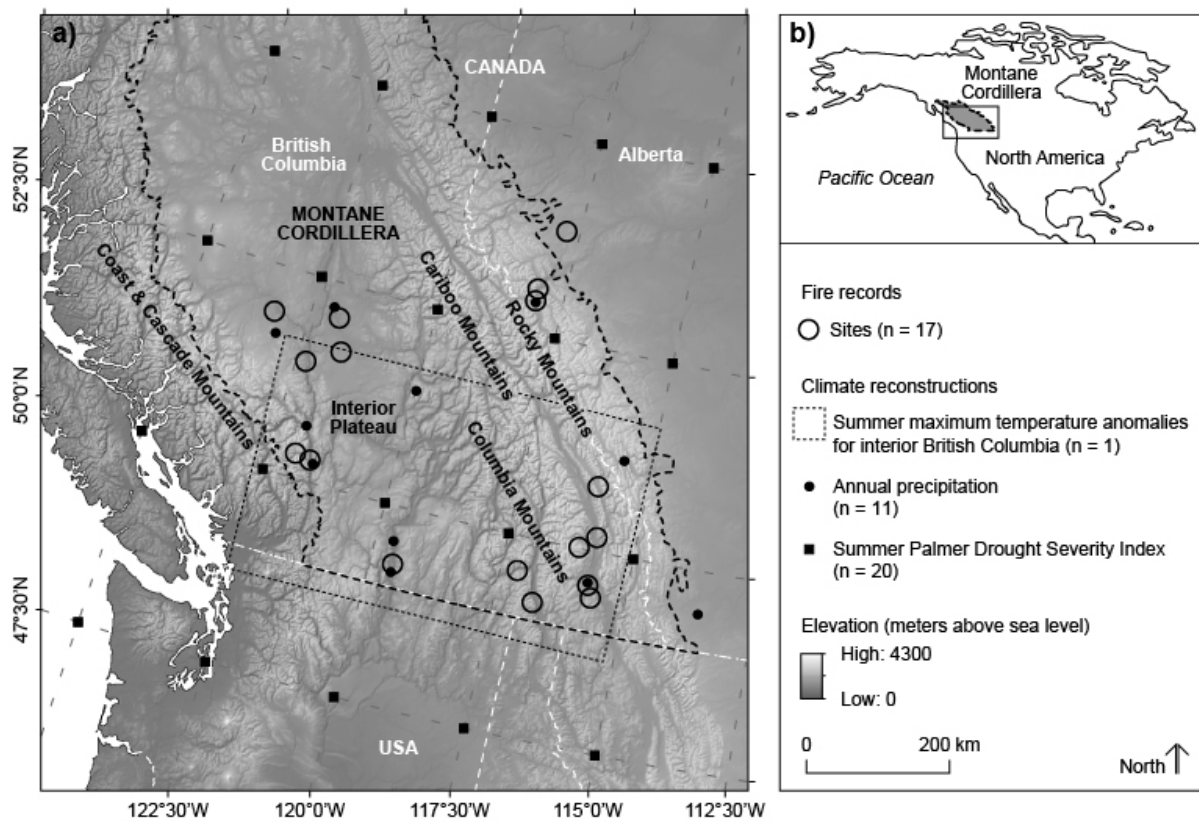 a)
CANADA
British
Columbia
Alberta
MONTANE
CORDILLERA
Coast & Cascade Mountains
Cariboo Mountains
Rocky Mountains
Interior
Plateau
Columbia Mountains
USA
52°30'N
50°0'N
47°30'N
122°30'W
120°0'W
117°30'W
115°0'W
112°30'W
b)
Montane
Cordillera
North America
Pacific Ocean
Fire records
Sites (n = 17)
Climate reconstructions
Summer maximum temperature anomalies
for interior British Columbia (n = 1)
Annual precipitation
(n = 11)
Summer Palmer Drought Severity Index
(n = 20)
Elevation (meters above sea level)
High: 4300
Low: 0
0 200 km
North